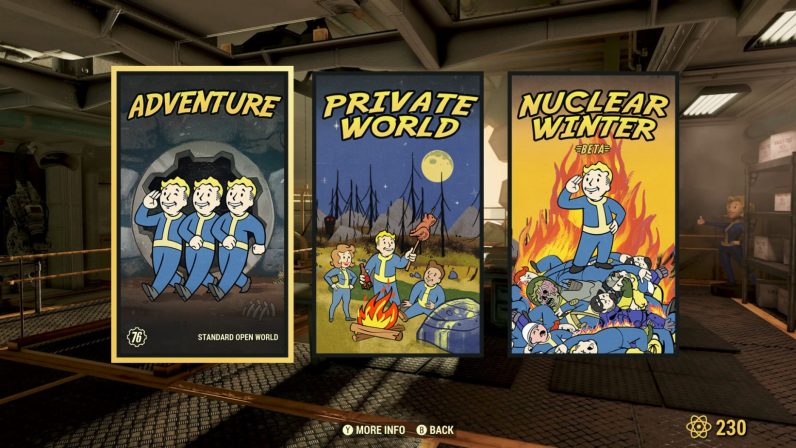 ADVENTURE
76
STANDARD OPEN WORLD
PRIVATE
WORLD
NUCLEAR
WINTER
BETA
Y MORE INFO B BACK
230